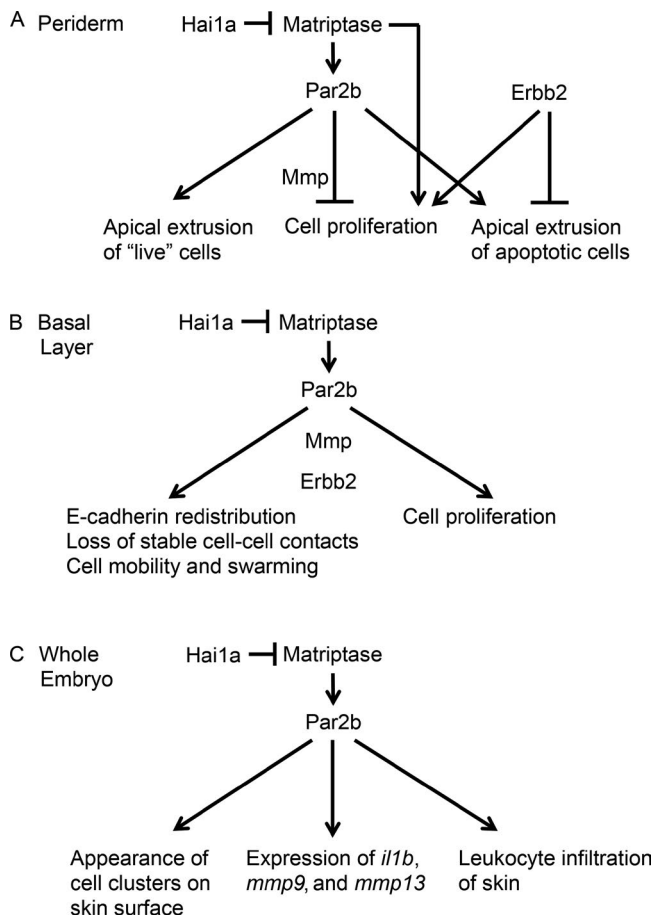 A Periderm Hai1a Matriptase
Par2b Erbb2
Mmp
Apical extrusion of “live” cells
Cell proliferation
Apical extrusion of apoptotic cells
B Basal Layer Hai1a Matriptase
Par2b
Mmp
Erbb2
E-cadherin redistribution
Loss of stable cell-cell contacts
Cell mobility and swarming
Cell proliferation
C Whole Embryo Hai1a Matriptase
Par2b
Appearance of cell clusters on skin surface
Expression of il1b, mmp9, and mmp13
Leukocyte infiltration of skin